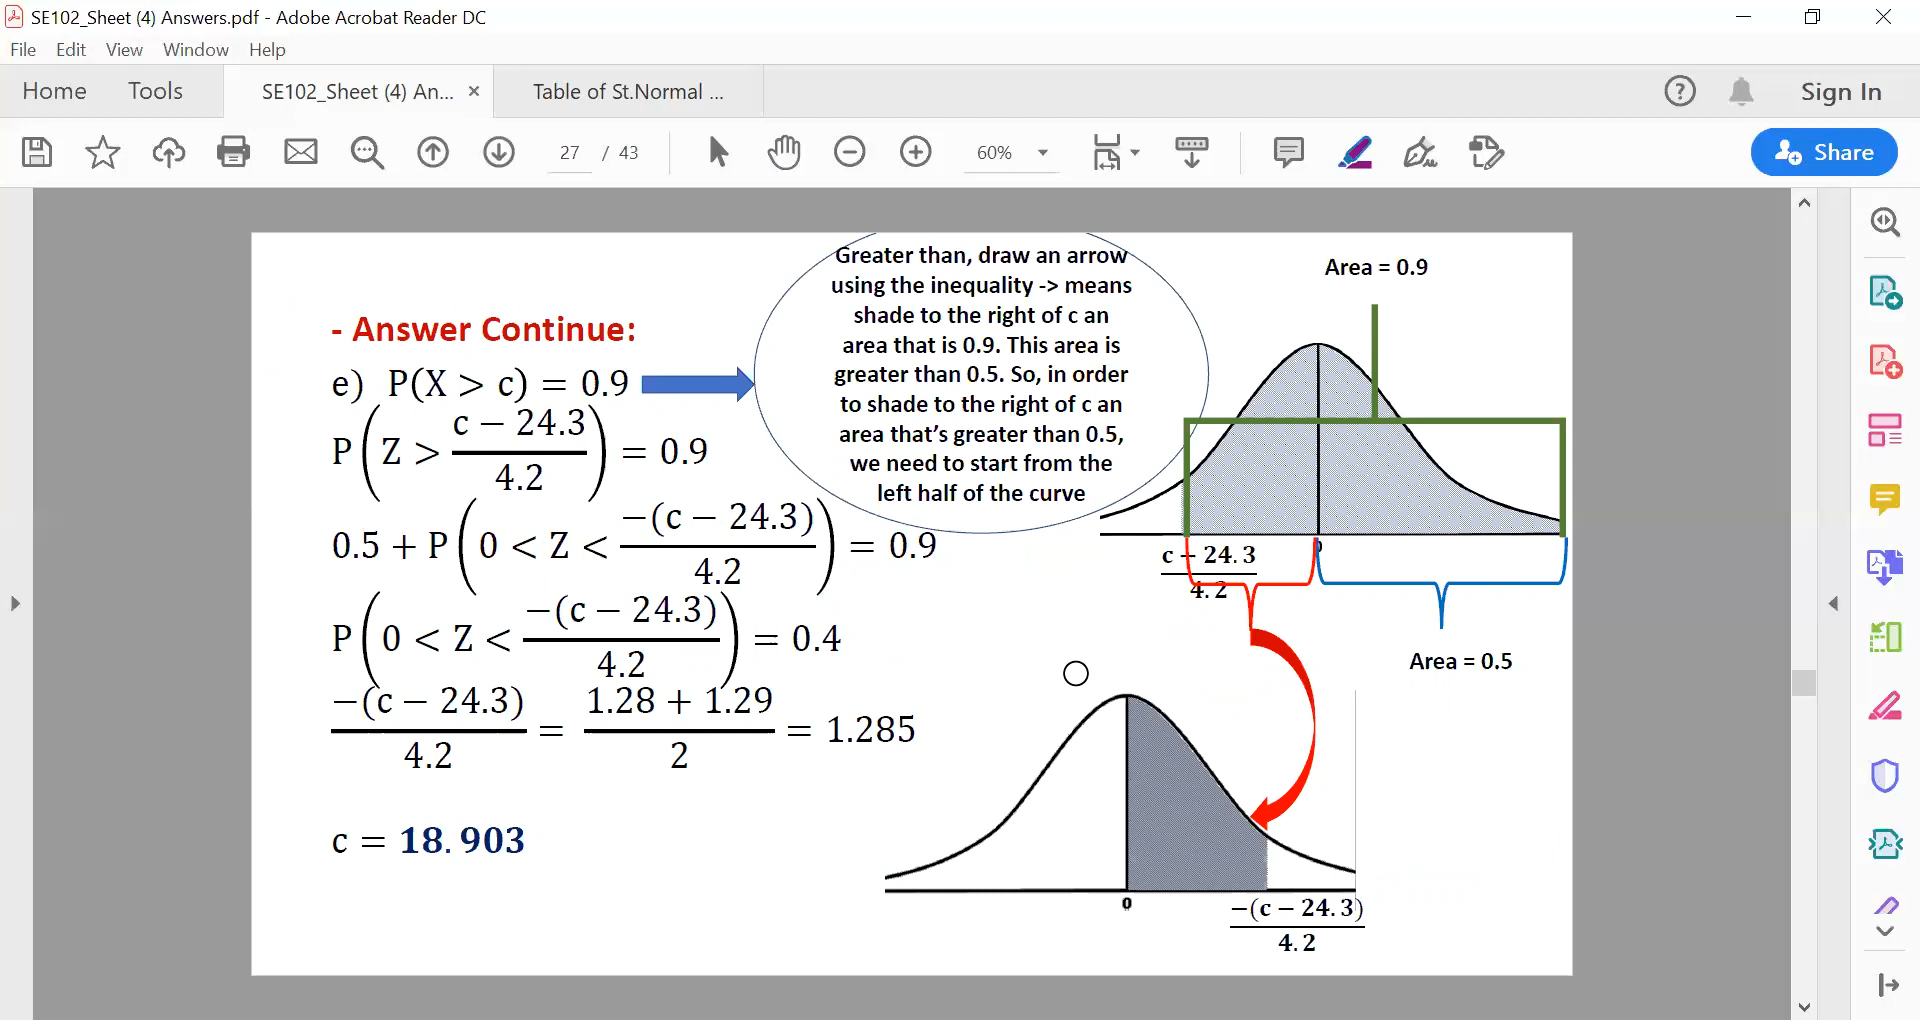 SE102_Sheet (4) Answers.pdf - Adobe Acrobat Reader DC
File Edit View Window Help
Home Tools SE102_Sheet (4) An... × Table of St.Normal ... Sign In
27 / 43 60% Share
Greater than, draw an arrow
using the inequality -> means
shade to the right of c an
area that is 0.9. This area is
greater than 0.5. So, in order
to shade to the right of c an
area that's greater than 0.5,
we need to start from the
left half of the curve
Area = 0.9
- Answer Continue:
e) P(X > c) = 0.9
P(Z > (c − 24.3)/4.2) = 0.9
0.5 + P(0 < Z < −(c − 24.3)/4.2) = 0.9
P(0 < Z < −(c − 24.3)/4.2) = 0.4
−(c − 24.3)/4.2 = (1.28 + 1.29)/2 = 1.285
c = 18.903
c − 24.3
4.2
0
Area = 0.5
0
−(c − 24.3)
4.2